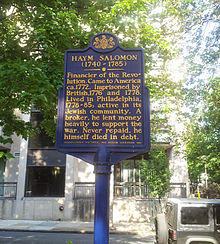 HAYM SALOMON
(1740 - 1785)
Financier of the Revo-
lution. Came to America
ca.1772. Imprisoned by
British,1776 and 1778.
Lived in Philadelphia,
1778-85; active in its
Jewish community. A
broker, he lent money
heavily to support the
war. Never repaid, he
himself died in debt.